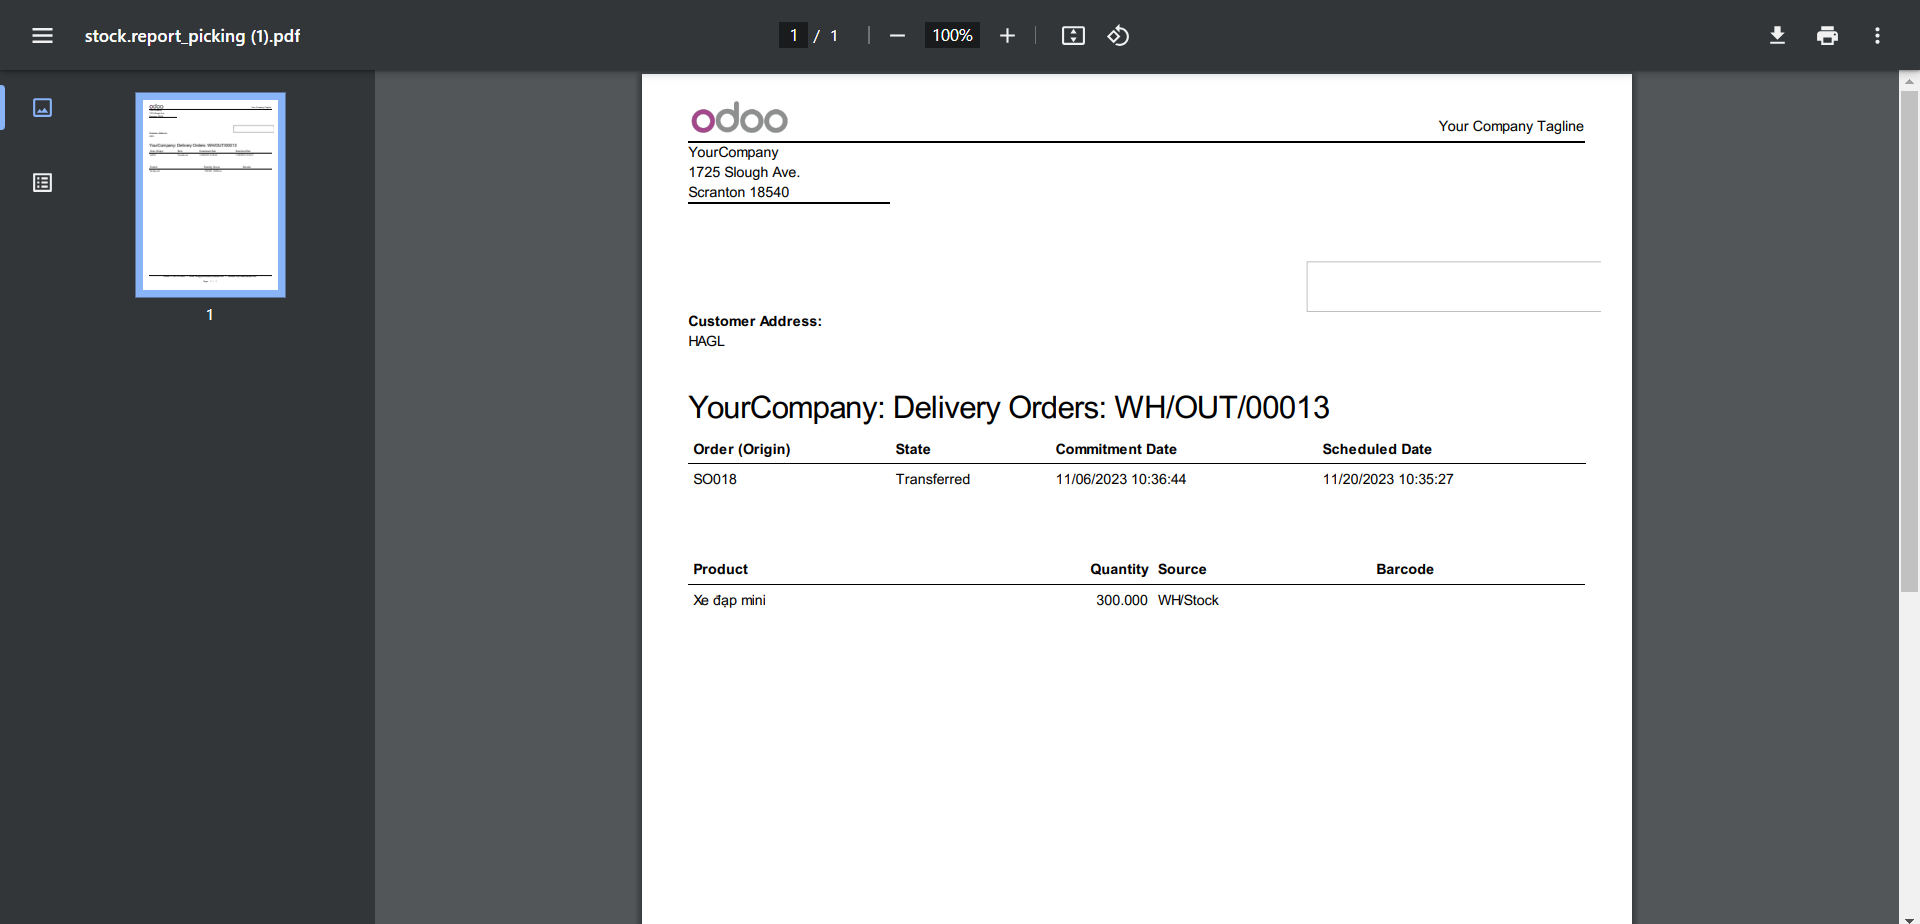 stock.report_picking (1).pdf
1 / 1
100%
1
odoo
Your Company Tagline
YourCompany
1725 Slough Ave.
Scranton 18540
Customer Address:
HAGL
YourCompany: Delivery Orders: WH/OUT/00013
Order (Origin) State Commitment Date Scheduled Date
SO018 Transferred 11/06/2023 10:36:44 11/20/2023 10:35:27
Product Quantity Source Barcode
Xe đạp mini 300.000 WH/Stock